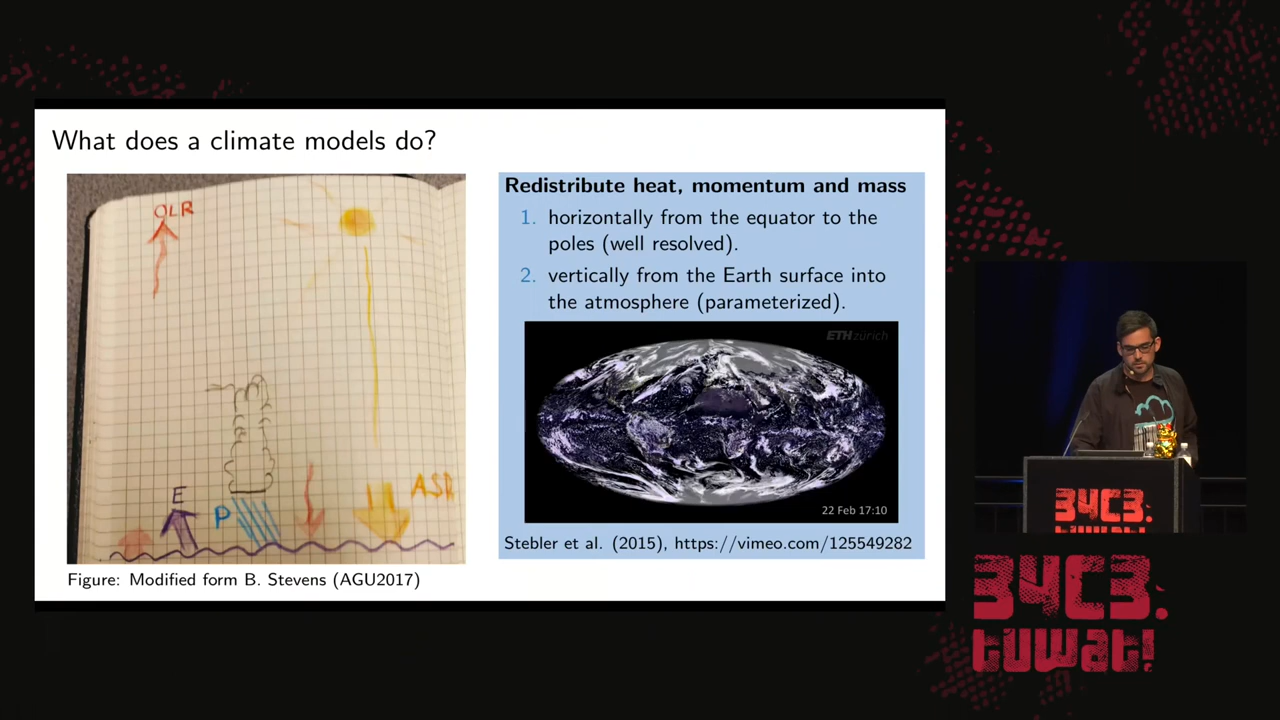 What does a climate models do?
OLR
E
P
ASR
Figure: Modified form B. Stevens (AGU2017)
Redistribute heat, momentum and mass
1. horizontally from the equator to the
poles (well resolved).
2. vertically from the Earth surface into
the atmosphere (parameterized).
ETH zürich
22 Feb 17:10
Stebler et al. (2015), https://vimeo.com/125549282
34C3.
tuwat!
34C3.
tuwat!